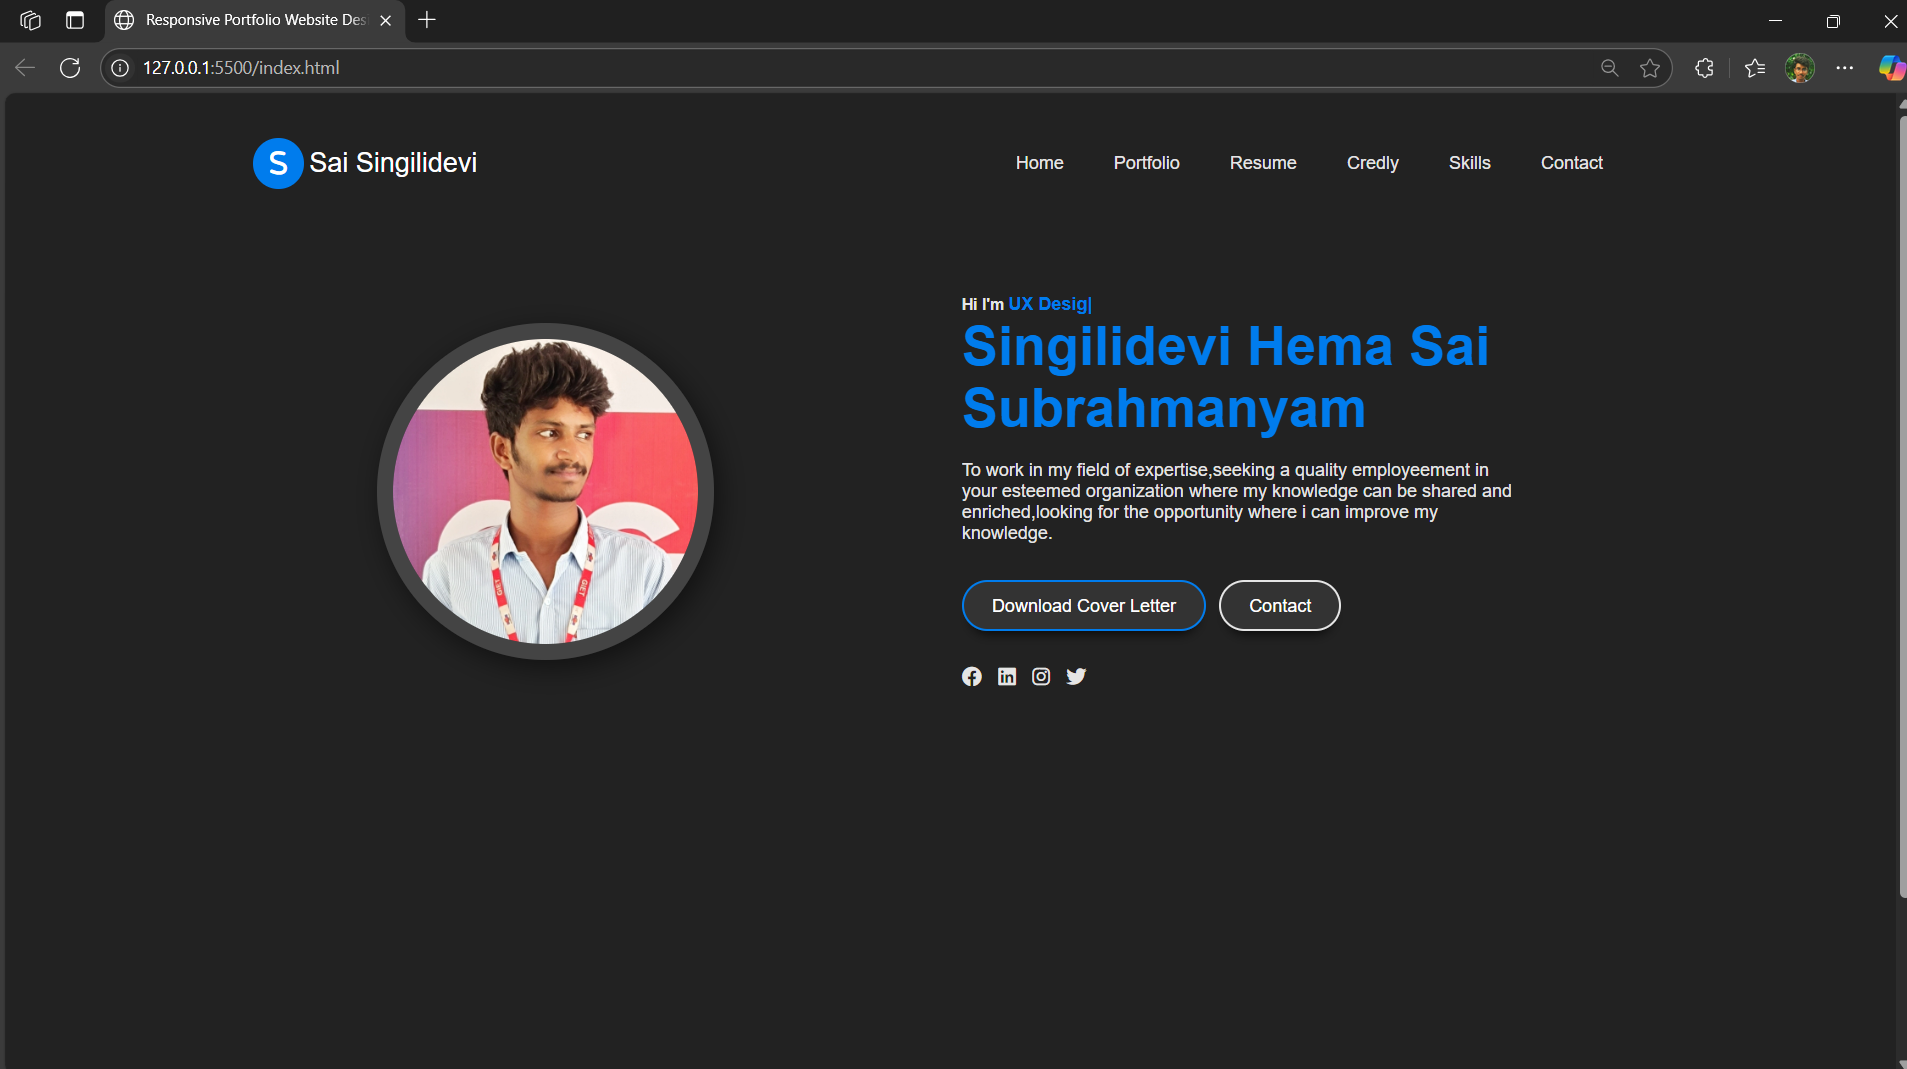 Responsive Portfolio Website Des
127.0.0.1:5500/index.html
S Sai Singilidevi
Home Portfolio Resume Credly Skills Contact
Hi I'm UX Desig|
Singilidevi Hema Sai
Subrahmanyam
To work in my field of expertise,seeking a quality employeement in
your esteemed organization where my knowledge can be shared and
enriched,looking for the opportunity where i can improve my
knowledge.
Download Cover Letter Contact